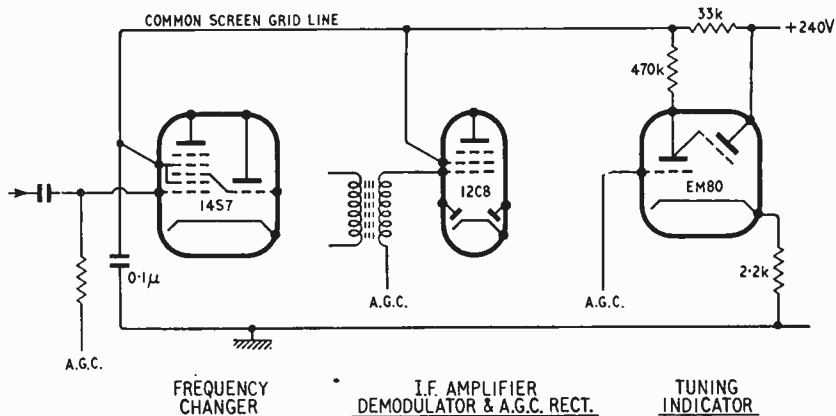 COMMON SCREEN GRID LINE
33k
+240V
470k
14S7
12C8
EM80
0·1μ
2·2k
A.G.C.
A.G.C.
A.G.C.
FREQUENCY
CHANGER
I.F. AMPLIFIER
DEMODULATOR & A.G.C. RECT.
TUNING
INDICATOR